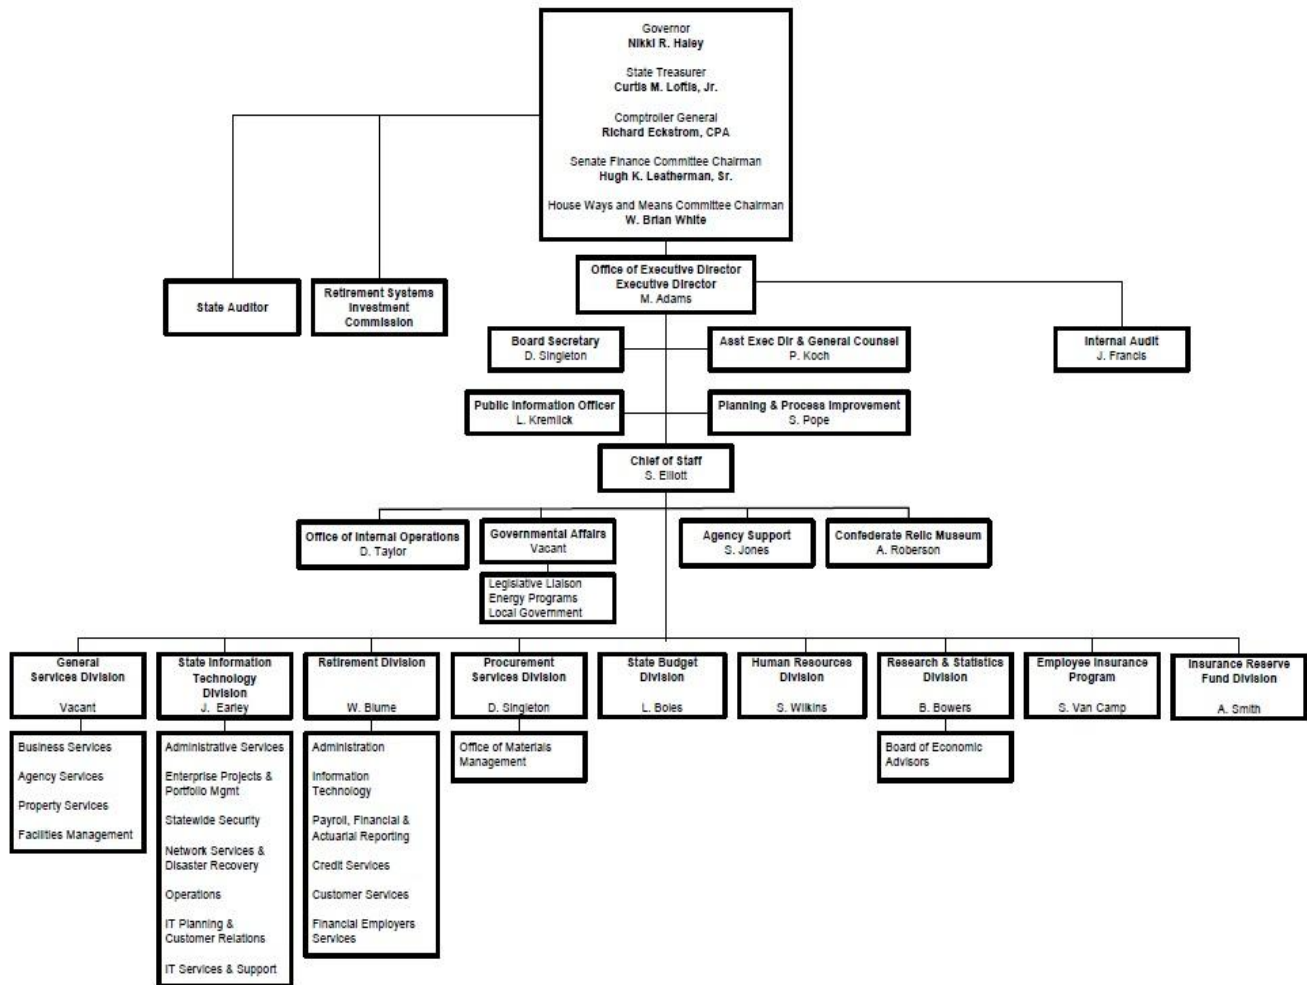 Governor
Nikki R. Haley
State Treasurer
Curtis M. Loftis, Jr.
Comptroller General
Richard Eckstrom, CPA
Senate Finance Committee Chairman
Hugh K. Leatherman, Sr.
House Ways and Means Committee Chairman
W. Brian White
State Auditor
Retirement Systems
Investment
Commission
Office of Executive Director
Executive Director
M. Adams
Board Secretary
D. Singleton
Asst Exec Dir & General Counsel
P. Koch
Internal Audit
J. Francis
Public Information Officer
L. Kremlick
Planning & Process Improvement
S. Pope
Chief of Staff
S. Elliott
Office of Internal Operations
D. Taylor
Governmental Affairs
Vacant
Agency Support
S. Jones
Confederate Relic Museum
A. Roberson
Legislative Liaison
Energy Programs
Local Government
General
Services Division
Vacant
State Information
Technology
Division
J. Earley
Retirement Division
W. Blume
Procurement
Services Division
D. Singleton
State Budget
Division
L. Boles
Human Resources
Division
S. Wilkins
Research & Statistics
Division
B. Bowers
Employee Insurance
Program
S. Van Camp
Insurance Reserve
Fund Division
A. Smith
Business Services
Agency Services
Property Services
Facilities Management
Administrative Services
Enterprise Projects &
Portfolio Mgmt
Statewide Security
Network Services &
Disaster Recovery
Operations
IT Planning &
Customer Relations
IT Services & Support
Administration
Information
Technology
Payroll, Financial &
Actuarial Reporting
Credit Services
Customer Services
Financial Employers
Services
Office of Materials
Management
Board of Economic
Advisors